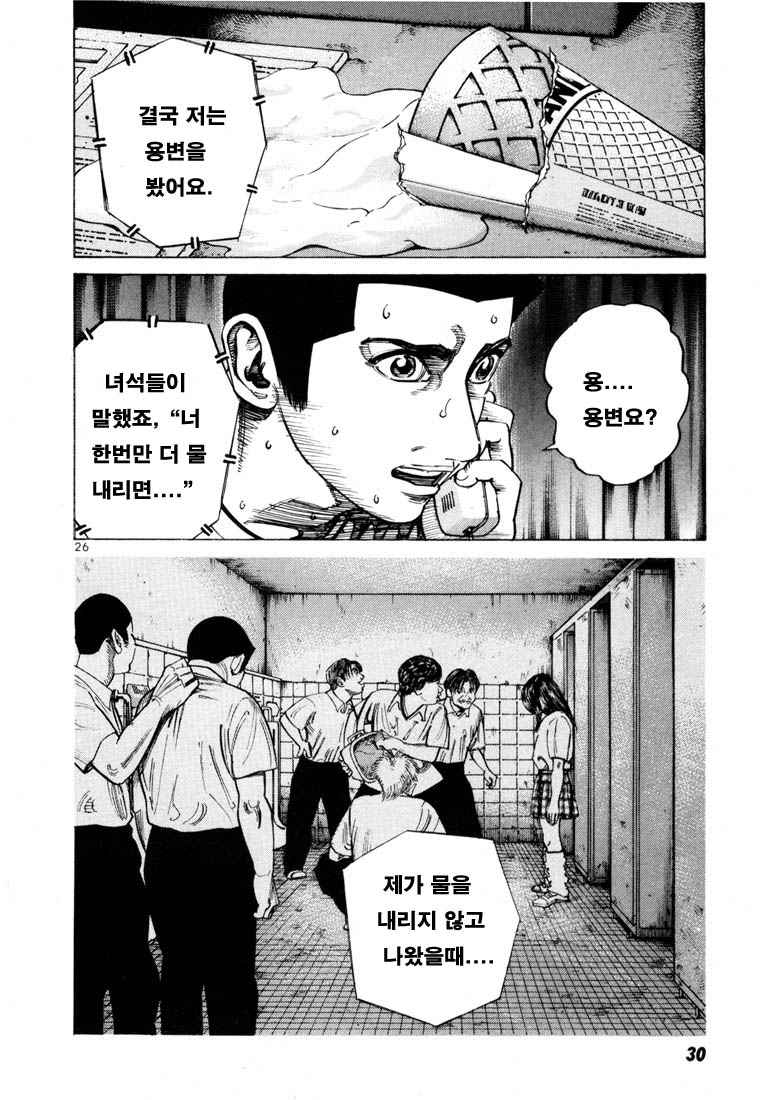 결국 저는
용변을
봤어요.
용....
용변요?
녀석들이
말했죠, “너
한번만 더 물
내리면....”
26
제가 물을
내리지 않고
나왔을때....
30